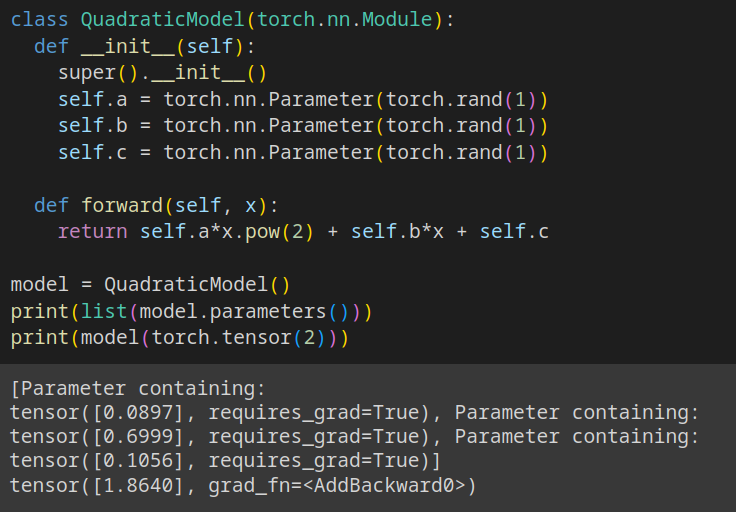 class QuadraticModel(torch.nn.Module):
  def __init__(self):
    super().__init__()
    self.a = torch.nn.Parameter(torch.rand(1))
    self.b = torch.nn.Parameter(torch.rand(1))
    self.c = torch.nn.Parameter(torch.rand(1))

  def forward(self, x):
    return self.a*x.pow(2) + self.b*x + self.c

model = QuadraticModel()
print(list(model.parameters()))
print(model(torch.tensor(2)))
[Parameter containing:
tensor([0.0897], requires_grad=True), Parameter containing:
tensor([0.6999], requires_grad=True), Parameter containing:
tensor([0.1056], requires_grad=True)]
tensor([1.8640], grad_fn=<AddBackward0>)